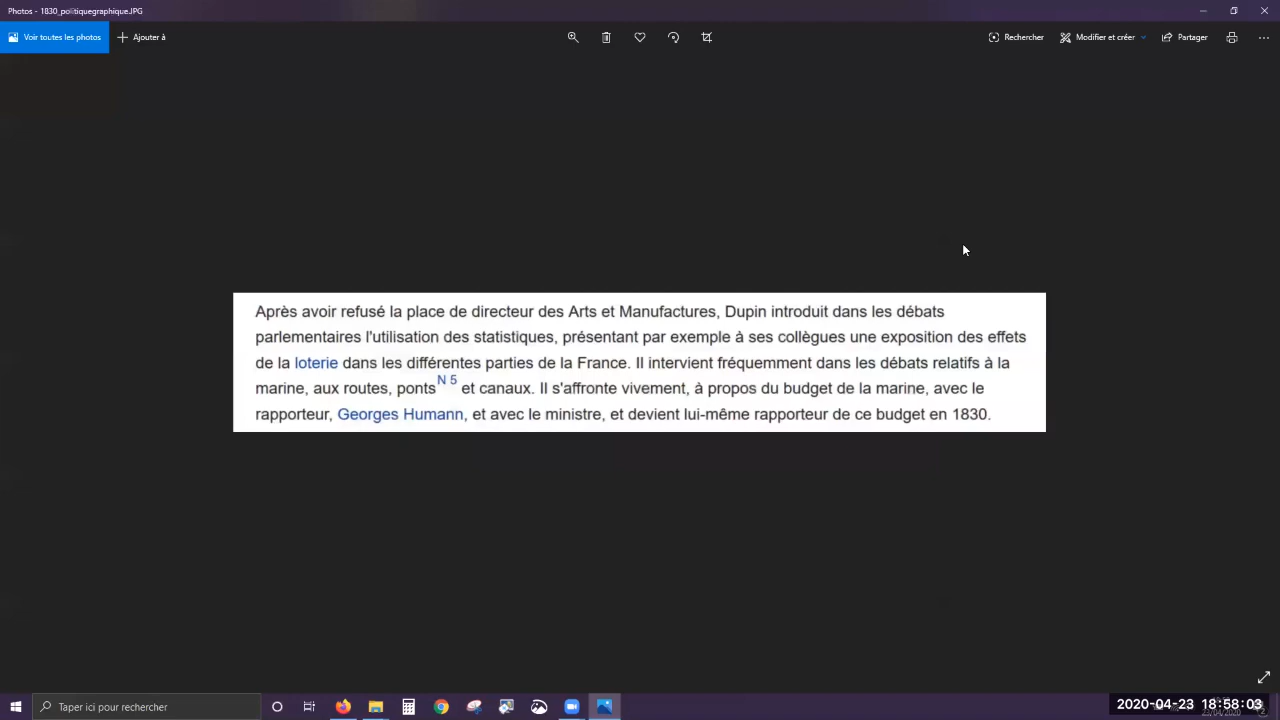 Photos - 1830_politiquegraphique.JPG
Voir toutes les photos
Ajouter à
Rechercher
Modifier et créer
Partager
Après avoir refusé la place de directeur des Arts et Manufactures, Dupin introduit dans les débats
parlementaires l'utilisation des statistiques, présentant par exemple à ses collègues une exposition des effets
de la loterie dans les différentes parties de la France. Il intervient fréquemment dans les débats relatifs à la
marine, aux routes, ponts N 5 et canaux. Il s'affronte vivement, à propos du budget de la marine, avec le
rapporteur, Georges Humann, et avec le ministre, et devient lui-même rapporteur de ce budget en 1830.
Taper ici pour rechercher
2020-04-23 18:58:03